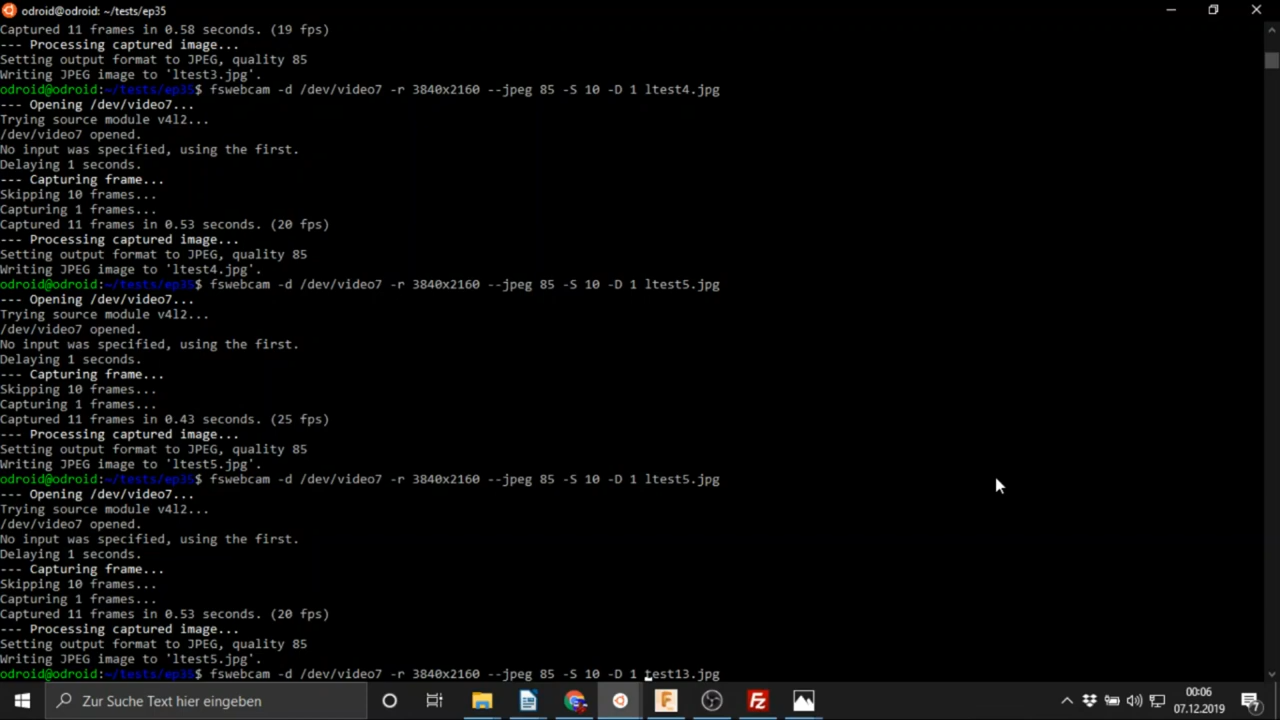 odroid@odroid: ~/tests/ep35
Captured 11 frames in 0.58 seconds. (19 fps)
--- Processing captured image...
Setting output format to JPEG, quality 85
Writing JPEG image to 'ltest3.jpg'.
odroid@odroid:~/tests/ep35$ fswebcam -d /dev/video7 -r 3840x2160 --jpeg 85 -S 10 -D 1 ltest4.jpg
--- Opening /dev/video7...
Trying source module v4l2...
/dev/video7 opened.
No input was specified, using the first.
Delaying 1 seconds.
--- Capturing frame...
Skipping 10 frames...
Capturing 1 frames...
Captured 11 frames in 0.53 seconds. (20 fps)
--- Processing captured image...
Setting output format to JPEG, quality 85
Writing JPEG image to 'ltest4.jpg'.
odroid@odroid:~/tests/ep35$ fswebcam -d /dev/video7 -r 3840x2160 --jpeg 85 -S 10 -D 1 ltest5.jpg
--- Opening /dev/video7...
Trying source module v4l2...
/dev/video7 opened.
No input was specified, using the first.
Delaying 1 seconds.
--- Capturing frame...
Skipping 10 frames...
Capturing 1 frames...
Captured 11 frames in 0.43 seconds. (25 fps)
--- Processing captured image...
Setting output format to JPEG, quality 85
Writing JPEG image to 'ltest5.jpg'.
odroid@odroid:~/tests/ep35$ fswebcam -d /dev/video7 -r 3840x2160 --jpeg 85 -S 10 -D 1 ltest5.jpg
--- Opening /dev/video7...
Trying source module v4l2...
/dev/video7 opened.
No input was specified, using the first.
Delaying 1 seconds.
--- Capturing frame...
Skipping 10 frames...
Capturing 1 frames...
Captured 11 frames in 0.53 seconds. (20 fps)
--- Processing captured image...
Setting output format to JPEG, quality 85
Writing JPEG image to 'ltest5.jpg'.
odroid@odroid:~/tests/ep35$ fswebcam -d /dev/video7 -r 3840x2160 --jpeg 85 -S 10 -D 1 test13.jpg
Zur Suche Text hier eingeben
00:06
07.12.2019
7